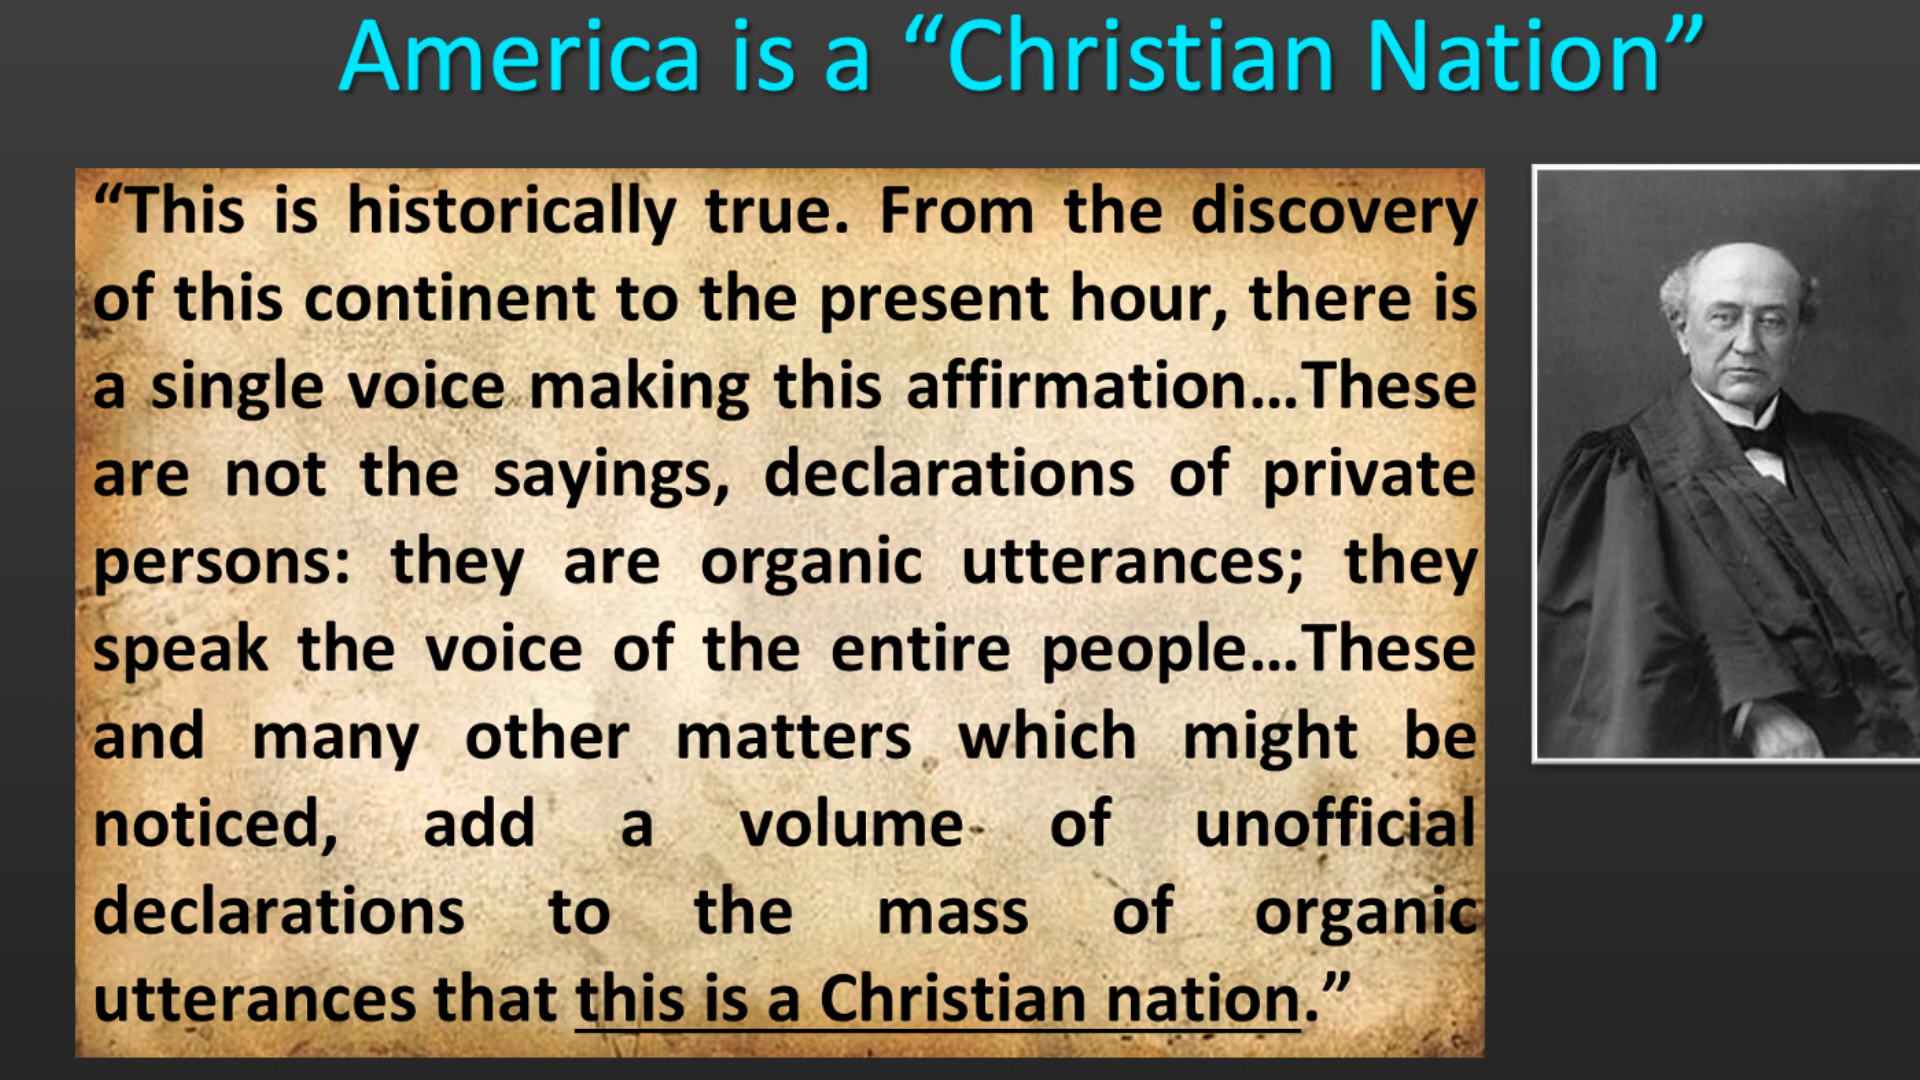 America is a “Christian Nation”
“This is historically true. From the discovery
of this continent to the present hour, there is
a single voice making this affirmation…These
are not the sayings, declarations of private
persons: they are organic utterances; they
speak the voice of the entire people…These
and many other matters which might be
noticed, add a volume of unofficial
declarations to the mass of organic
utterances that this is a Christian nation.”